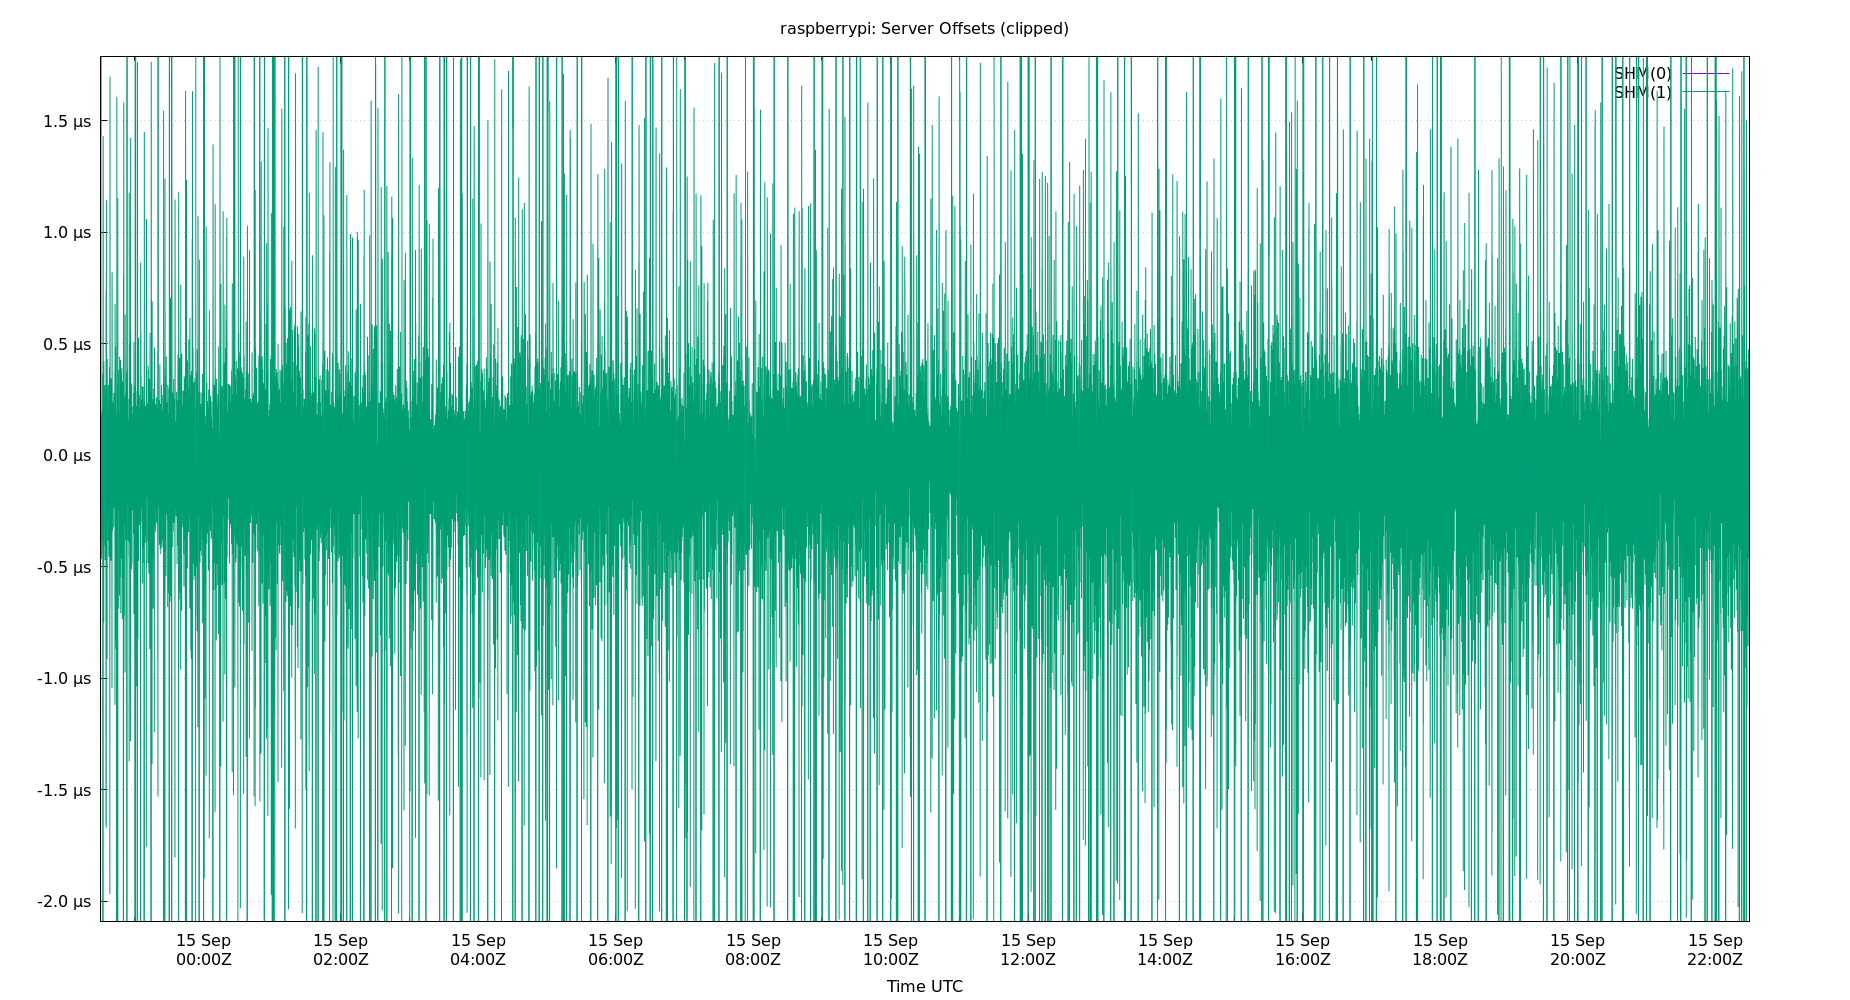 raspberrypi: Server Offsets (clipped)
SHM(0)
SHM(1)
1.5 µs
1.0 µs
0.5 µs
0.0 µs
-0.5 µs
-1.0 µs
-1.5 µs
-2.0 µs
15 Sep 15 Sep 15 Sep 15 Sep 15 Sep 15 Sep 15 Sep 15 Sep 15 Sep 15 Sep 15 Sep 15 Sep
00:00Z 02:00Z 04:00Z 06:00Z 08:00Z 10:00Z 12:00Z 14:00Z 16:00Z 18:00Z 20:00Z 22:00Z
Time UTC